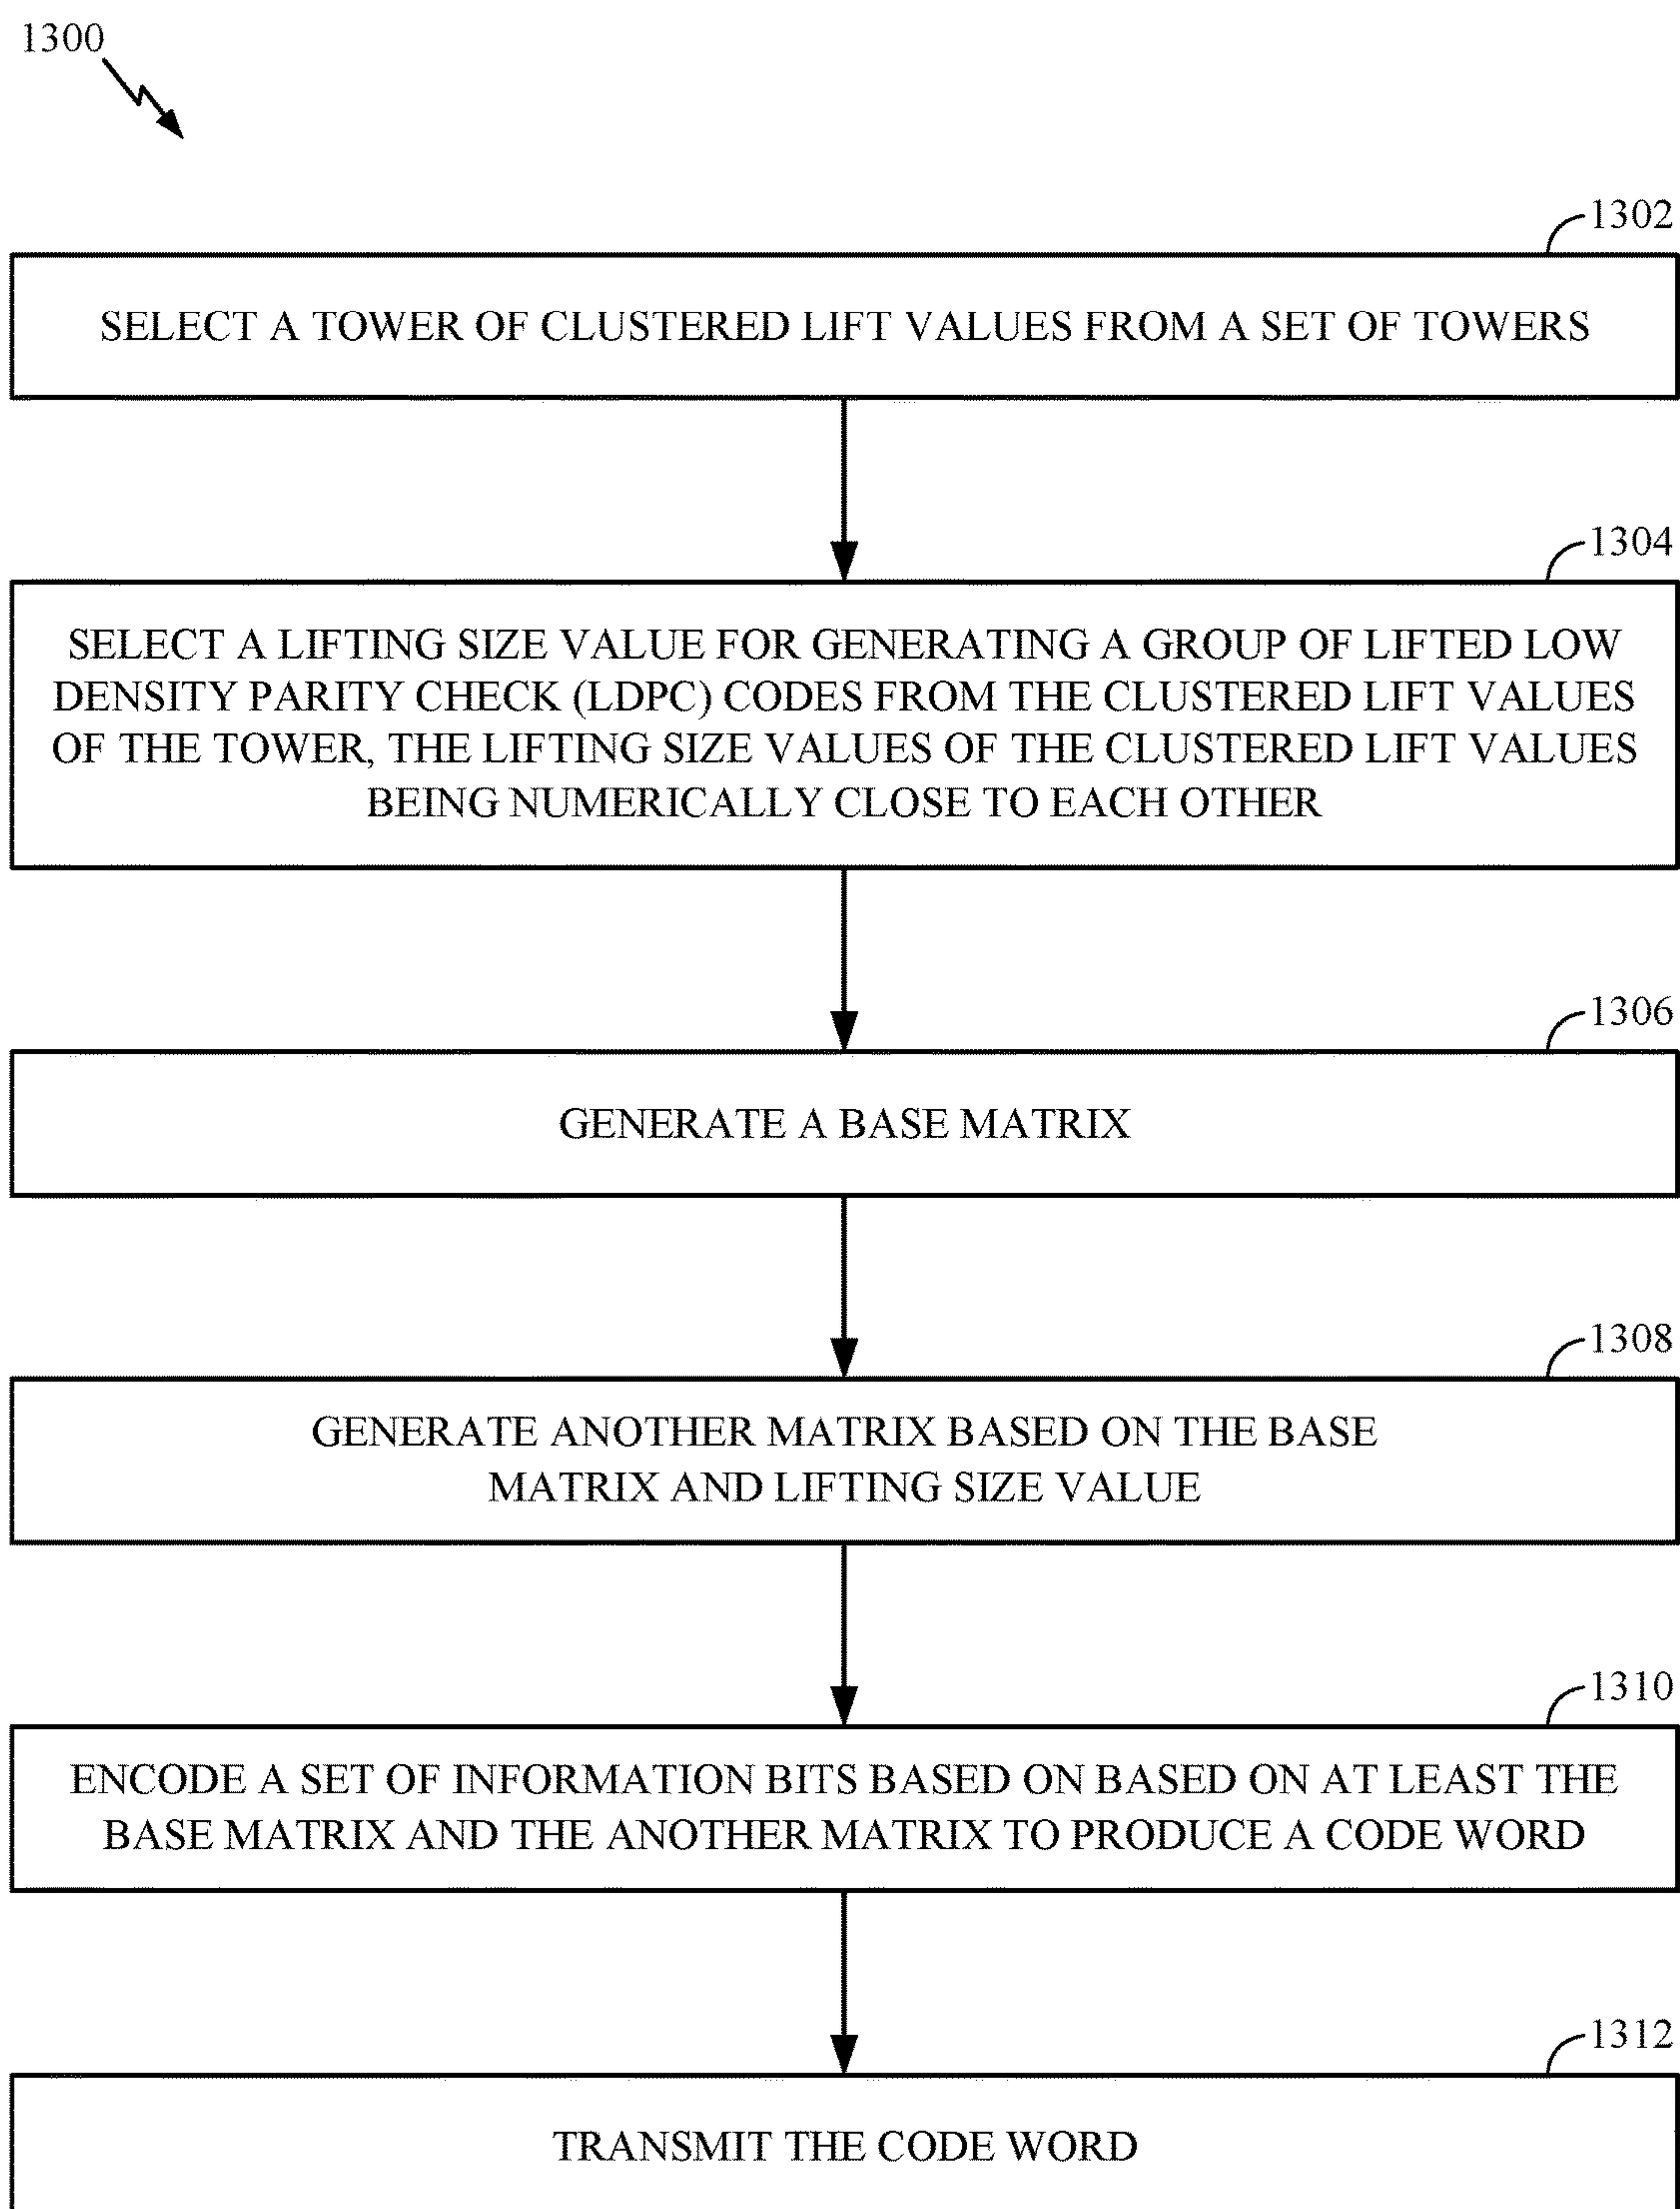 1300
1302
SELECT A TOWER OF CLUSTERED LIFT VALUES FROM A SET OF TOWERS
1304
SELECT A LIFTING SIZE VALUE FOR GENERATING A GROUP OF LIFTED LOW
DENSITY PARITY CHECK (LDPC) CODES FROM THE CLUSTERED LIFT VALUES
OF THE TOWER, THE LIFTING SIZE VALUES OF THE CLUSTERED LIFT VALUES
BEING NUMERICALLY CLOSE TO EACH OTHER
1306
GENERATE A BASE MATRIX
1308
GENERATE ANOTHER MATRIX BASED ON THE BASE
MATRIX AND LIFTING SIZE VALUE
1310
ENCODE A SET OF INFORMATION BITS BASED ON BASED ON AT LEAST THE
BASE MATRIX AND THE ANOTHER MATRIX TO PRODUCE A CODE WORD
1312
TRANSMIT THE CODE WORD